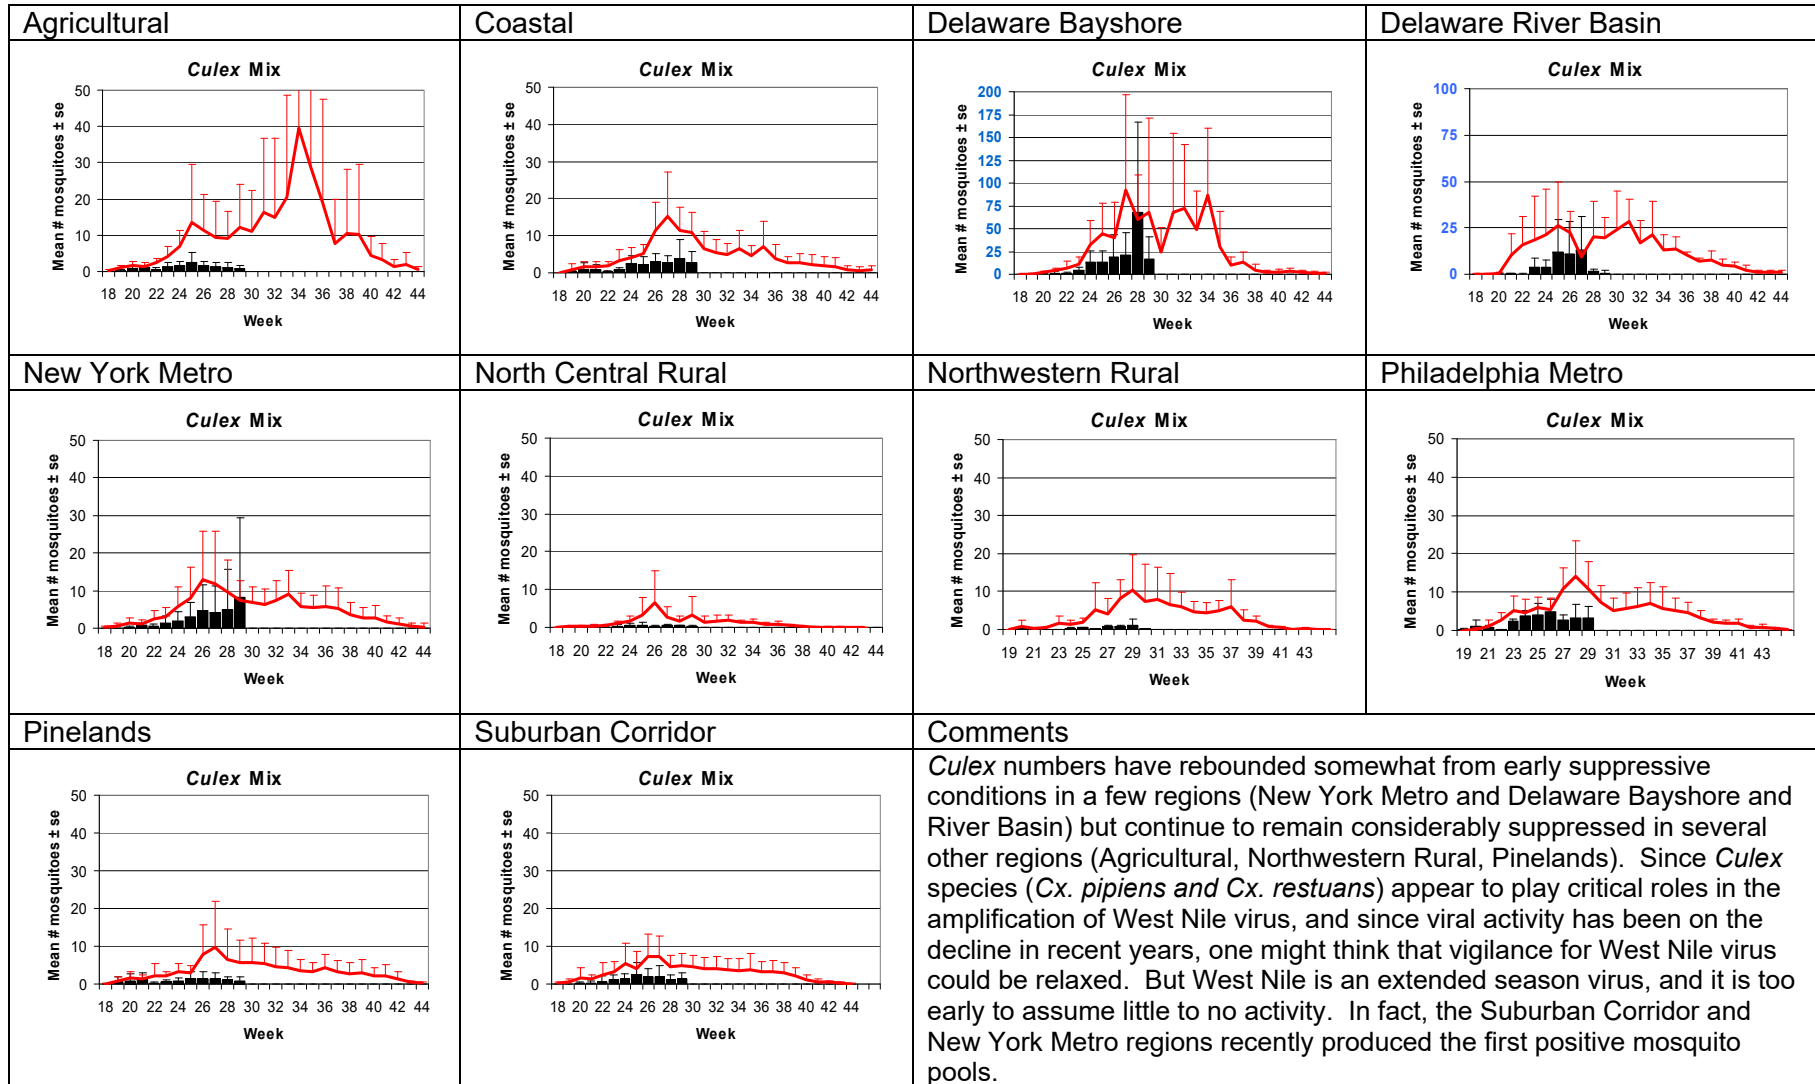 Agricultural
Coastal
Delaware Bayshore
Delaware River Basin
Culex Mix
Mean # mosquitoes ± se
50
40
30
20
10
0
18 20 22 24 26 28 30 32 34 36 38 40 42 44
Week
Culex Mix
Mean # mosquitoes ± se
50
40
30
20
10
0
18 20 22 24 26 28 30 32 34 36 38 40 42 44
Week
Culex Mix
Mean # mosquitoes ± se
200
175
150
125
100
75
50
25
0
18 20 22 24 26 28 30 32 34 36 38 40 42 44
Week
Culex Mix
Mean # mosquitoes ± se
100
75
50
25
0
18 20 22 24 26 28 30 32 34 36 38 40 42 44
Week
New York Metro
North Central Rural
Northwestern Rural
Philadelphia Metro
Culex Mix
Mean # mosquitoes ± se
50
40
30
20
10
0
18 20 22 24 26 28 30 32 34 36 38 40 42 44
Week
Culex Mix
Mean # mosquitoes ± se
50
40
30
20
10
0
18 20 22 24 26 28 30 32 34 36 38 40 42 44
Week
Culex Mix
Mean # mosquitoes ± se
50
40
30
20
10
0
19 21 23 25 27 29 31 33 35 37 39 41 43
Week
Culex Mix
Mean # mosquitoes ± se
50
40
30
20
10
0
19 21 23 25 27 29 31 33 35 37 39 41 43
Week
Pinelands
Suburban Corridor
Comments
Culex Mix
Mean # mosquitoes ± se
50
40
30
20
10
0
18 20 22 24 26 28 30 32 34 36 38 40 42 44
Week
Culex Mix
Mean # mosquitoes ± se
50
40
30
20
10
0
18 20 22 24 26 28 30 32 34 36 38 40 42 44
Week
Culex numbers have rebounded somewhat from early suppressive
conditions in a few regions (New York Metro and Delaware Bayshore and
River Basin) but continue to remain considerably suppressed in several
other regions (Agricultural, Northwestern Rural, Pinelands). Since Culex
species (Cx. pipiens and Cx. restuans) appear to play critical roles in the
amplification of West Nile virus, and since viral activity has been on the
decline in recent years, one might think that vigilance for West Nile virus
could be relaxed. But West Nile is an extended season virus, and it is too
early to assume little to no activity. In fact, the Suburban Corridor and
New York Metro regions recently produced the first positive mosquito
pools.